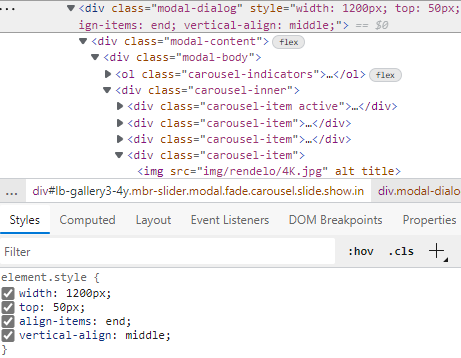 <div class="modal-dialog" style="width: 1200px; top: 50px;
ign-items: end; vertical-align: middle;"> == $0
<div class="modal-content"> flex
<div class="modal-body">
<ol class="carousel-indicators">…</ol> flex
<div class="carousel-inner">
<div class="carousel-item active">…</div>
<div class="carousel-item">…</div>
<div class="carousel-item">…</div>
<div class="carousel-item">
<img src="img/rendelo/4K.jpg" alt title>
... div#lb-gallery3-4y.mbr-slider.modal.fade.carousel.slide.show.in div.modal-dialo
Styles Computed Layout Event Listeners DOM Breakpoints Properties
Filter :hov .cls
element.style {
width: 1200px;
top: 50px;
align-items: end;
vertical-align: middle;
}